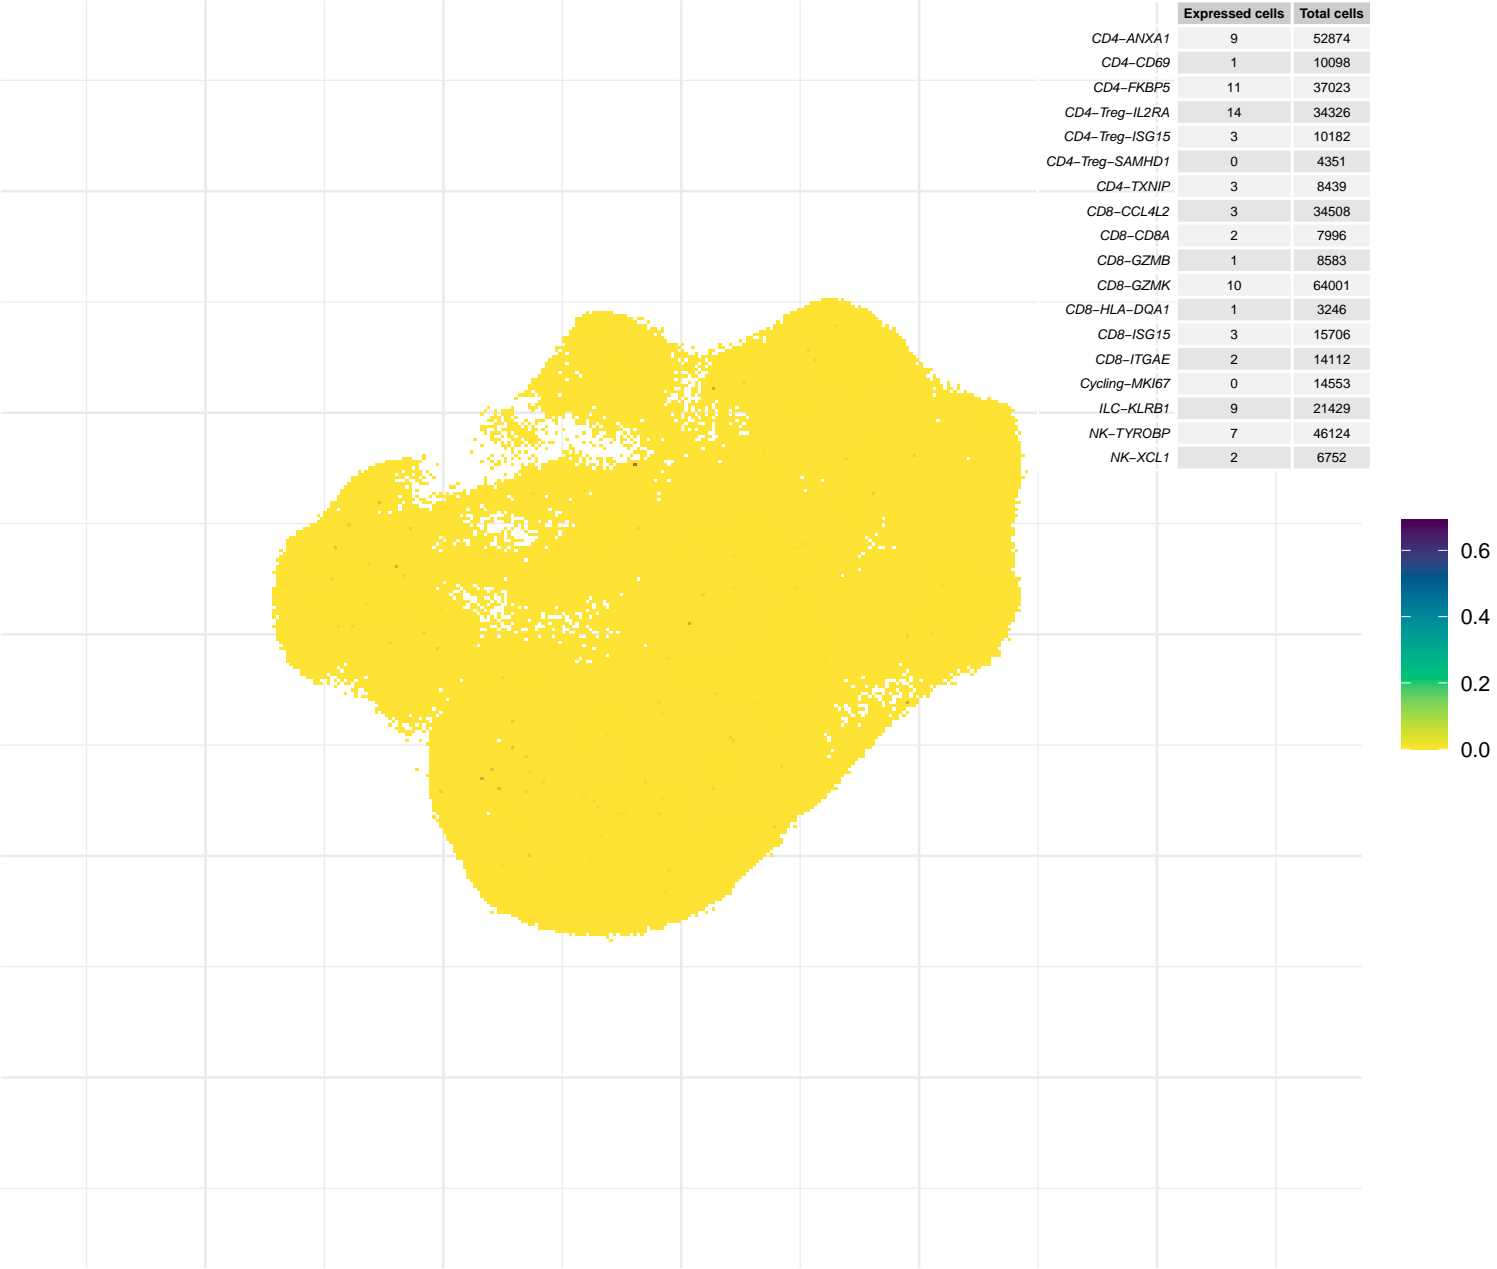 Expressed cells Total cells
CD4−ANXA1 9 52874
CD4−CD69 1 10098
CD4−FKBP5 11 37023
CD4−Treg−IL2RA 14 34326
CD4−Treg−ISG15 3 10182
CD4−Treg−SAMHD1 0 4351
CD4−TXNIP 3 8439
CD8−CCL4L2 3 34508
CD8−CD8A 2 7996
CD8−GZMB 1 8583
CD8−GZMK 10 64001
CD8−HLA−DQA1 1 3246
CD8−ISG15 3 15706
CD8−ITGAE 2 14112
Cycling−MKI67 0 14553
ILC−KLRB1 9 21429
NK−TYROBP 7 46124
NK−XCL1 2 6752
0.6
0.4
0.2
0.0